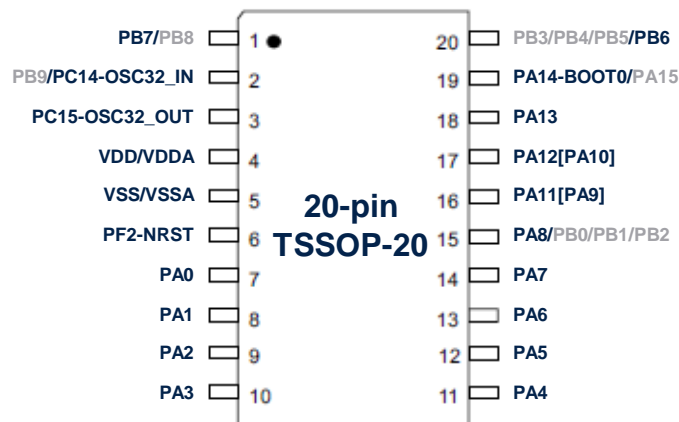 PB7/PB8 1 20 PB3/PB4/PB5/PB6
PB9/PC14-OSC32_IN 2 19 PA14-BOOT0/PA15
PC15-OSC32_OUT 3 18 PA13
VDD/VDDA 4 17 PA12[PA10]
VSS/VSSA 5 16 PA11[PA9]
20-pin
TSSOP-20
PF2-NRST 6 15 PA8/PB0/PB1/PB2
PA0 7 14 PA7
PA1 8 13 PA6
PA2 9 12 PA5
PA3 10 11 PA4